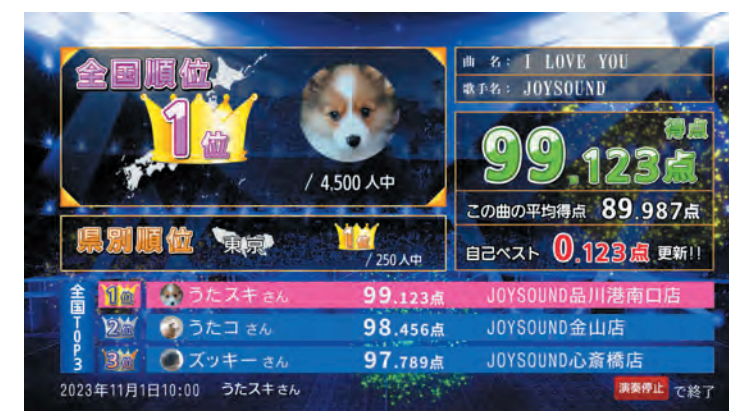 全国順位
1位
/ 4,500人中
曲　名： I LOVE YOU
歌手名： JOYSOUND
得点
99.123点
この曲の平均得点 89.987点
自己ベスト 0.123点 更新!!
県別順位 東京 1位 / 250人中
全国TOP3
1位 うたスキさん 99.123点 JOYSOUND品川港南口店
2位 うたコさん 98.456点 JOYSOUND金山店
3位 ズッキーさん 97.789点 JOYSOUND心斎橋店
2023年11月1日10:00 うたスキさん 演奏停止 で終了